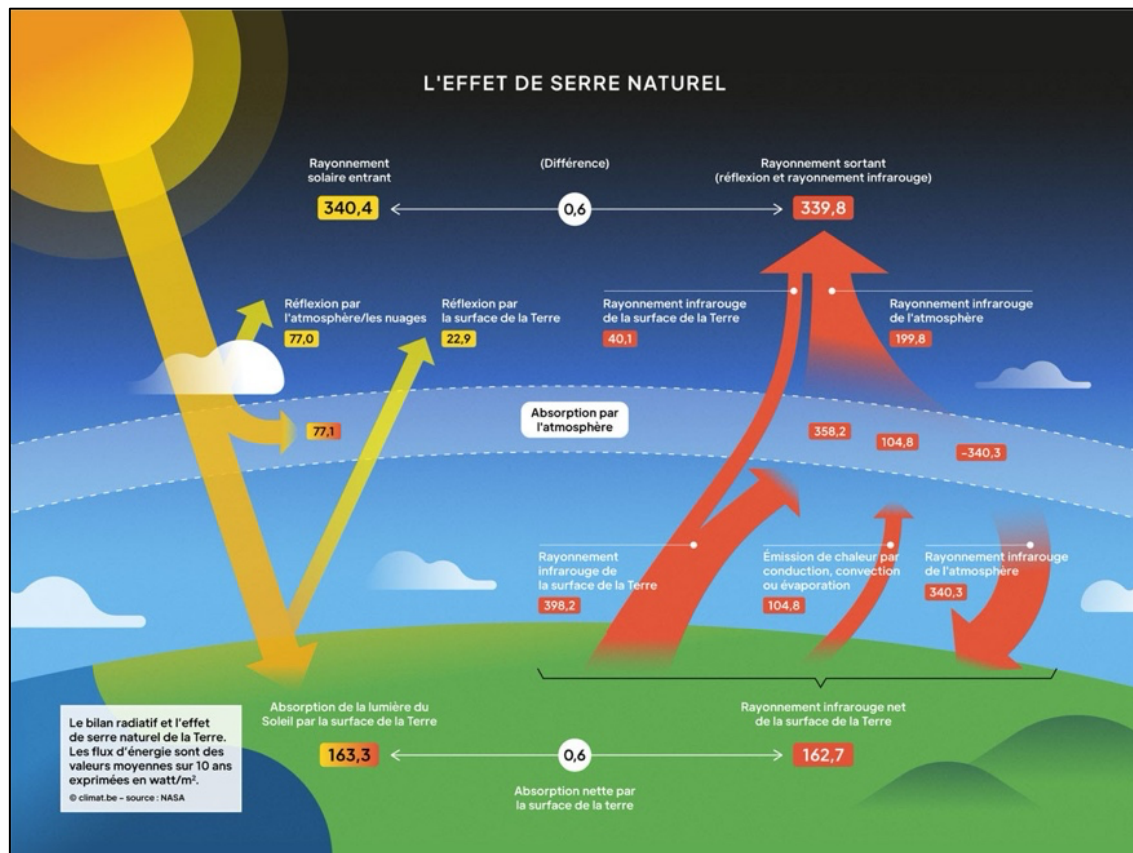 L'EFFET DE SERRE NATUREL
Rayonnement
solaire entrant
340,4
(Différence)
0,6
Rayonnement sortant
(réflexion et rayonnement infrarouge)
339,8
Réflexion par
l'atmosphère/les nuages
77,0
Réflexion par
la surface de la Terre
22,9
Rayonnement infrarouge
de la surface de la Terre
40,1
Rayonnement infrarouge
de l'atmosphère
199,8
77,1
Absorption par
l'atmosphère
358,2
104,8
-340,3
Rayonnement
infrarouge de
la surface de la Terre
398,2
Émission de chaleur par
conduction, convection
ou évaporation
104,8
Rayonnement infrarouge
de l'atmosphère
340,3
Absorption de la lumière du
Soleil par la surface de la Terre
163,3
0,6
Absorption nette par
la surface de la terre
Rayonnement infrarouge net
de la surface de la Terre
162,7
Le bilan radiatif et l'effet
de serre naturel de la Terre.
Les flux d'énergie sont des
valeurs moyennes sur 10 ans
exprimées en watt/m².
© climat.be – source : NASA